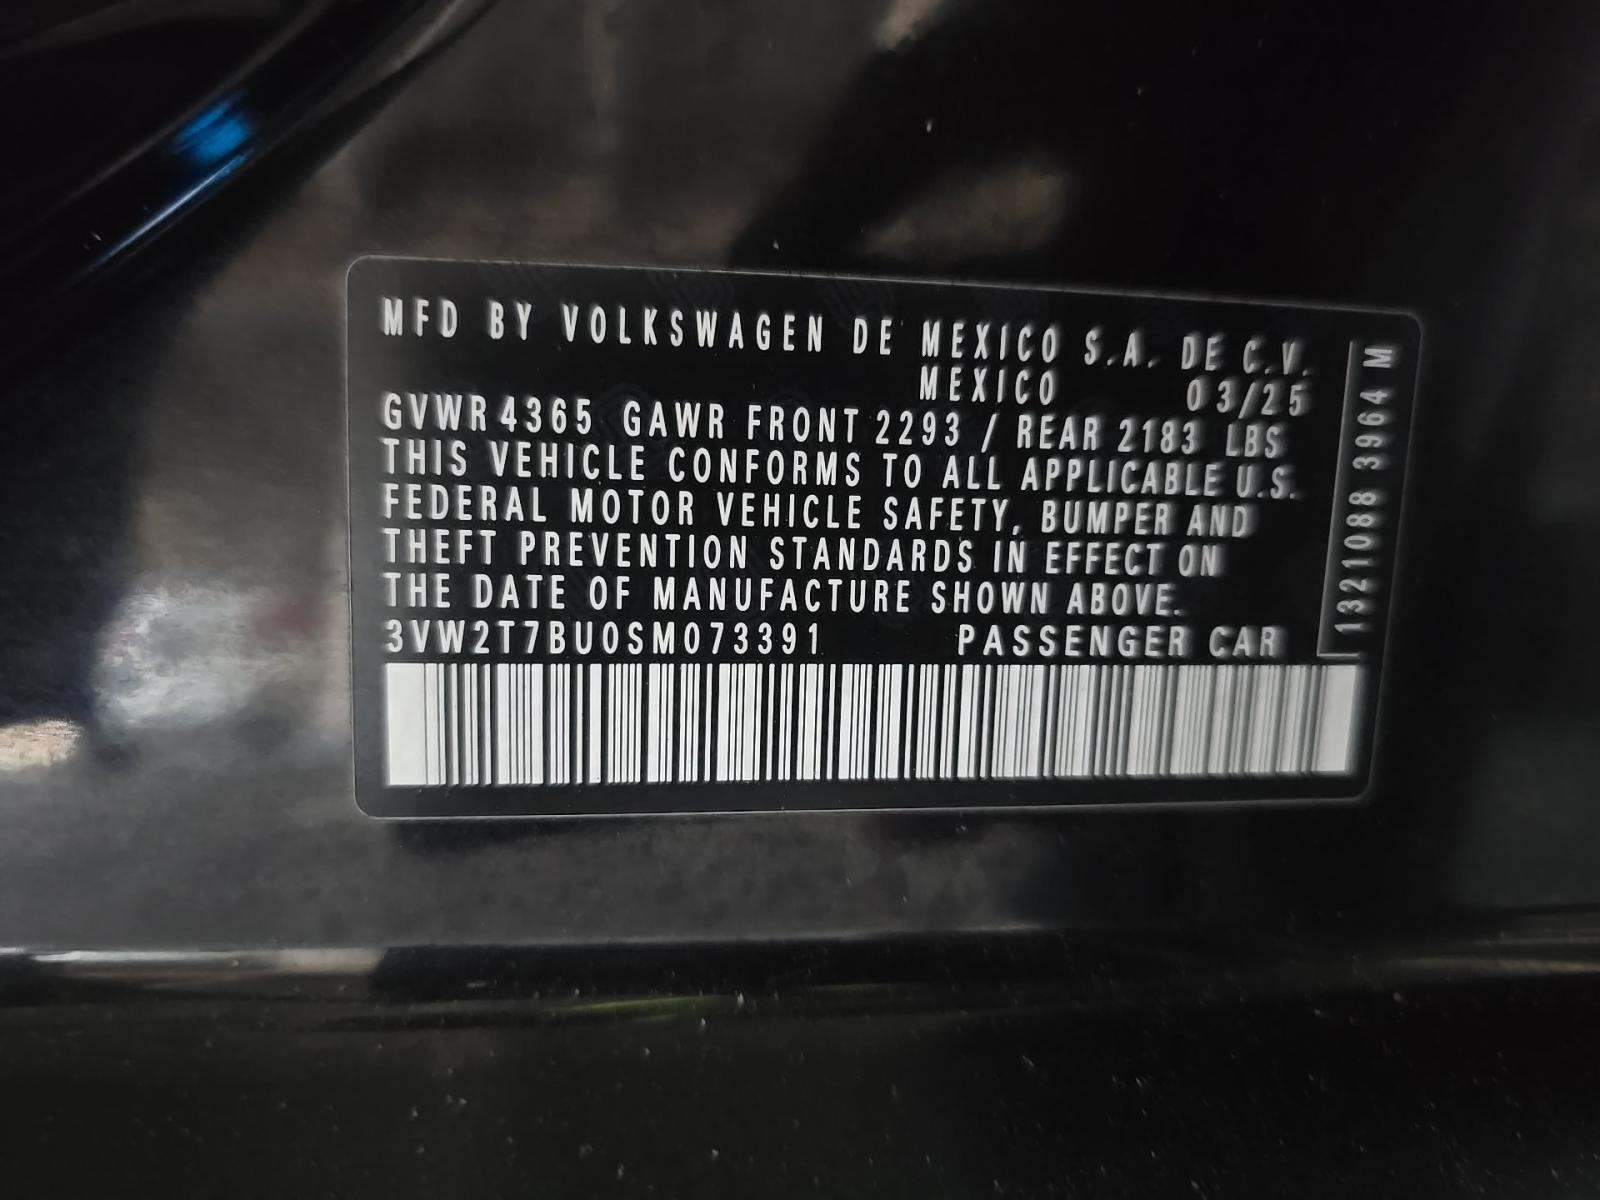 MFD BY VOLKSWAGEN DE MEXICO S.A. DE C.V.
MEXICO 03/25
GVWR 4365 GAWR FRONT 2293 / REAR 2183 LBS
THIS VEHICLE CONFORMS TO ALL APPLICABLE U.S.
FEDERAL MOTOR VEHICLE SAFETY, BUMPER AND
THEFT PREVENTION STANDARDS IN EFFECT ON
THE DATE OF MANUFACTURE SHOWN ABOVE.
3VW2T7BU0SM073391 PASSENGER CAR
1321088 3964 M